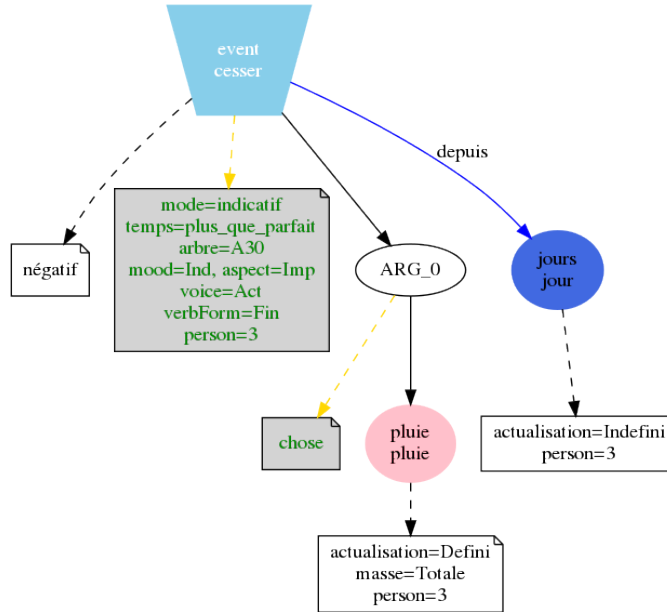 event
cesser
depuis
négatif
mode=indicatif
temps=plus_que_parfait
arbre=A30
mood=Ind, aspect=Imp
voice=Act
verbForm=Fin
person=3
ARG_0
jours
jour
chose
pluie
pluie
actualisation=Indefini
person=3
actualisation=Defini
masse=Totale
person=3